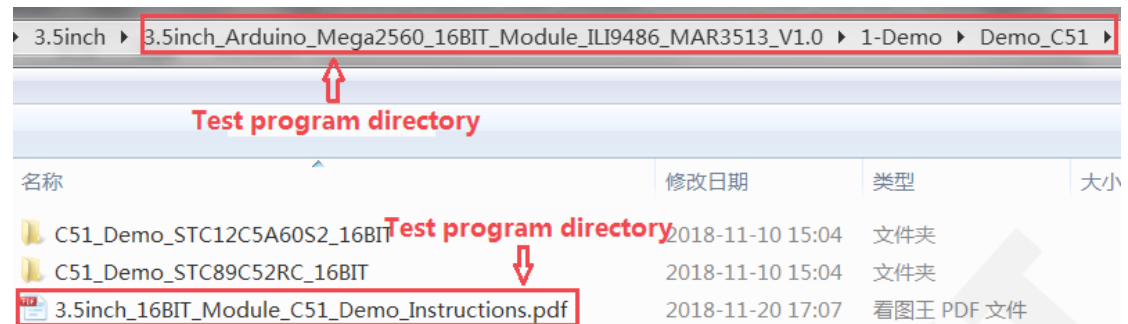 3.5inch ▸ 3.5inch_Arduino_Mega2560_16BIT_Module_ILI9486_MAR3513_V1.0 ▸ 1-Demo ▸ Demo_C51 ▸
Test program directory
名称 修改日期 类型 大小
C51_Demo_STC12C5A60S2_16BIT 2018-11-10 15:04 文件夹
Test program directory
C51_Demo_STC89C52RC_16BIT 2018-11-10 15:04 文件夹
3.5inch_16BIT_Module_C51_Demo_Instructions.pdf 2018-11-20 17:07 看图王 PDF 文件